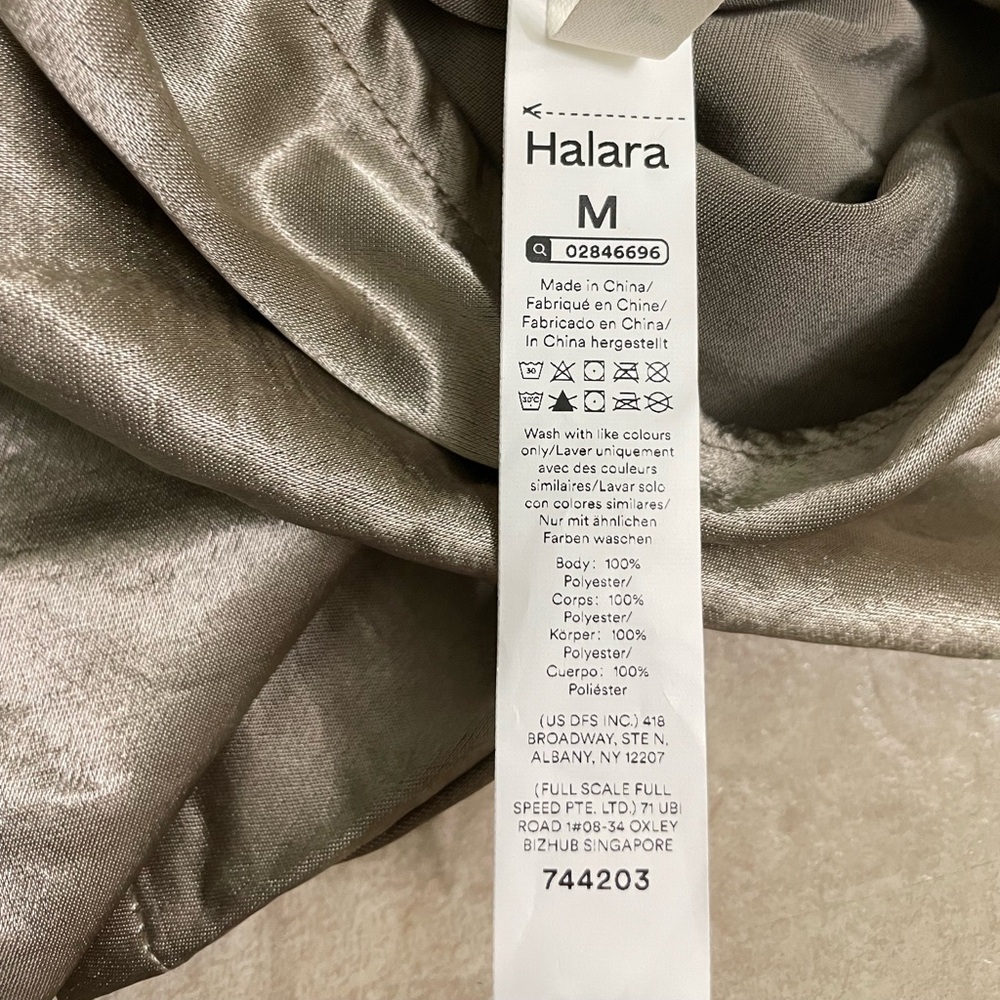 Halara
M
02846696
Made in China/
Fabriqué en Chine/
Fabricado en China/
In China hergestellt
30
30°C
Wash with like colours
only/Laver uniquement
avec des couleurs
similaires/Lavar solo
con colores similares/
Nur mit ähnlichen
Farben waschen
Body: 100%
Polyester/
Corps: 100%
Polyester/
Körper: 100%
Polyester/
Cuerpo: 100%
Poliéster
(US DFS INC.) 418
BROADWAY, STE N,
ALBANY, NY 12207
(FULL SCALE FULL
SPEED PTE. LTD.) 71 UBI
ROAD 1#08-34 OXLEY
BIZHUB SINGAPORE
744203